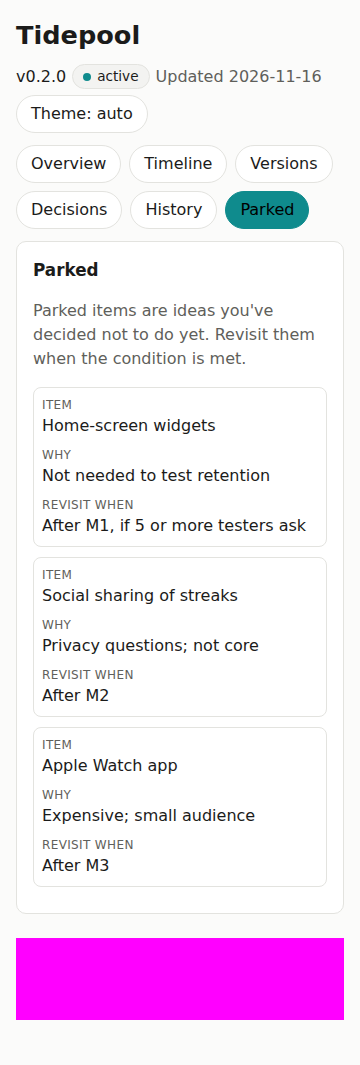 Tidepool
v0.2.0 active Updated 2026-11-16
Theme: auto
Overview Timeline Versions
Decisions History Parked
Parked
Parked items are ideas you've
decided not to do yet. Revisit them
when the condition is met.
ITEM
Home-screen widgets
WHY
Not needed to test retention
REVISIT WHEN
After M1, if 5 or more testers ask
ITEM
Social sharing of streaks
WHY
Privacy questions; not core
REVISIT WHEN
After M2
ITEM
Apple Watch app
WHY
Expensive; small audience
REVISIT WHEN
After M3